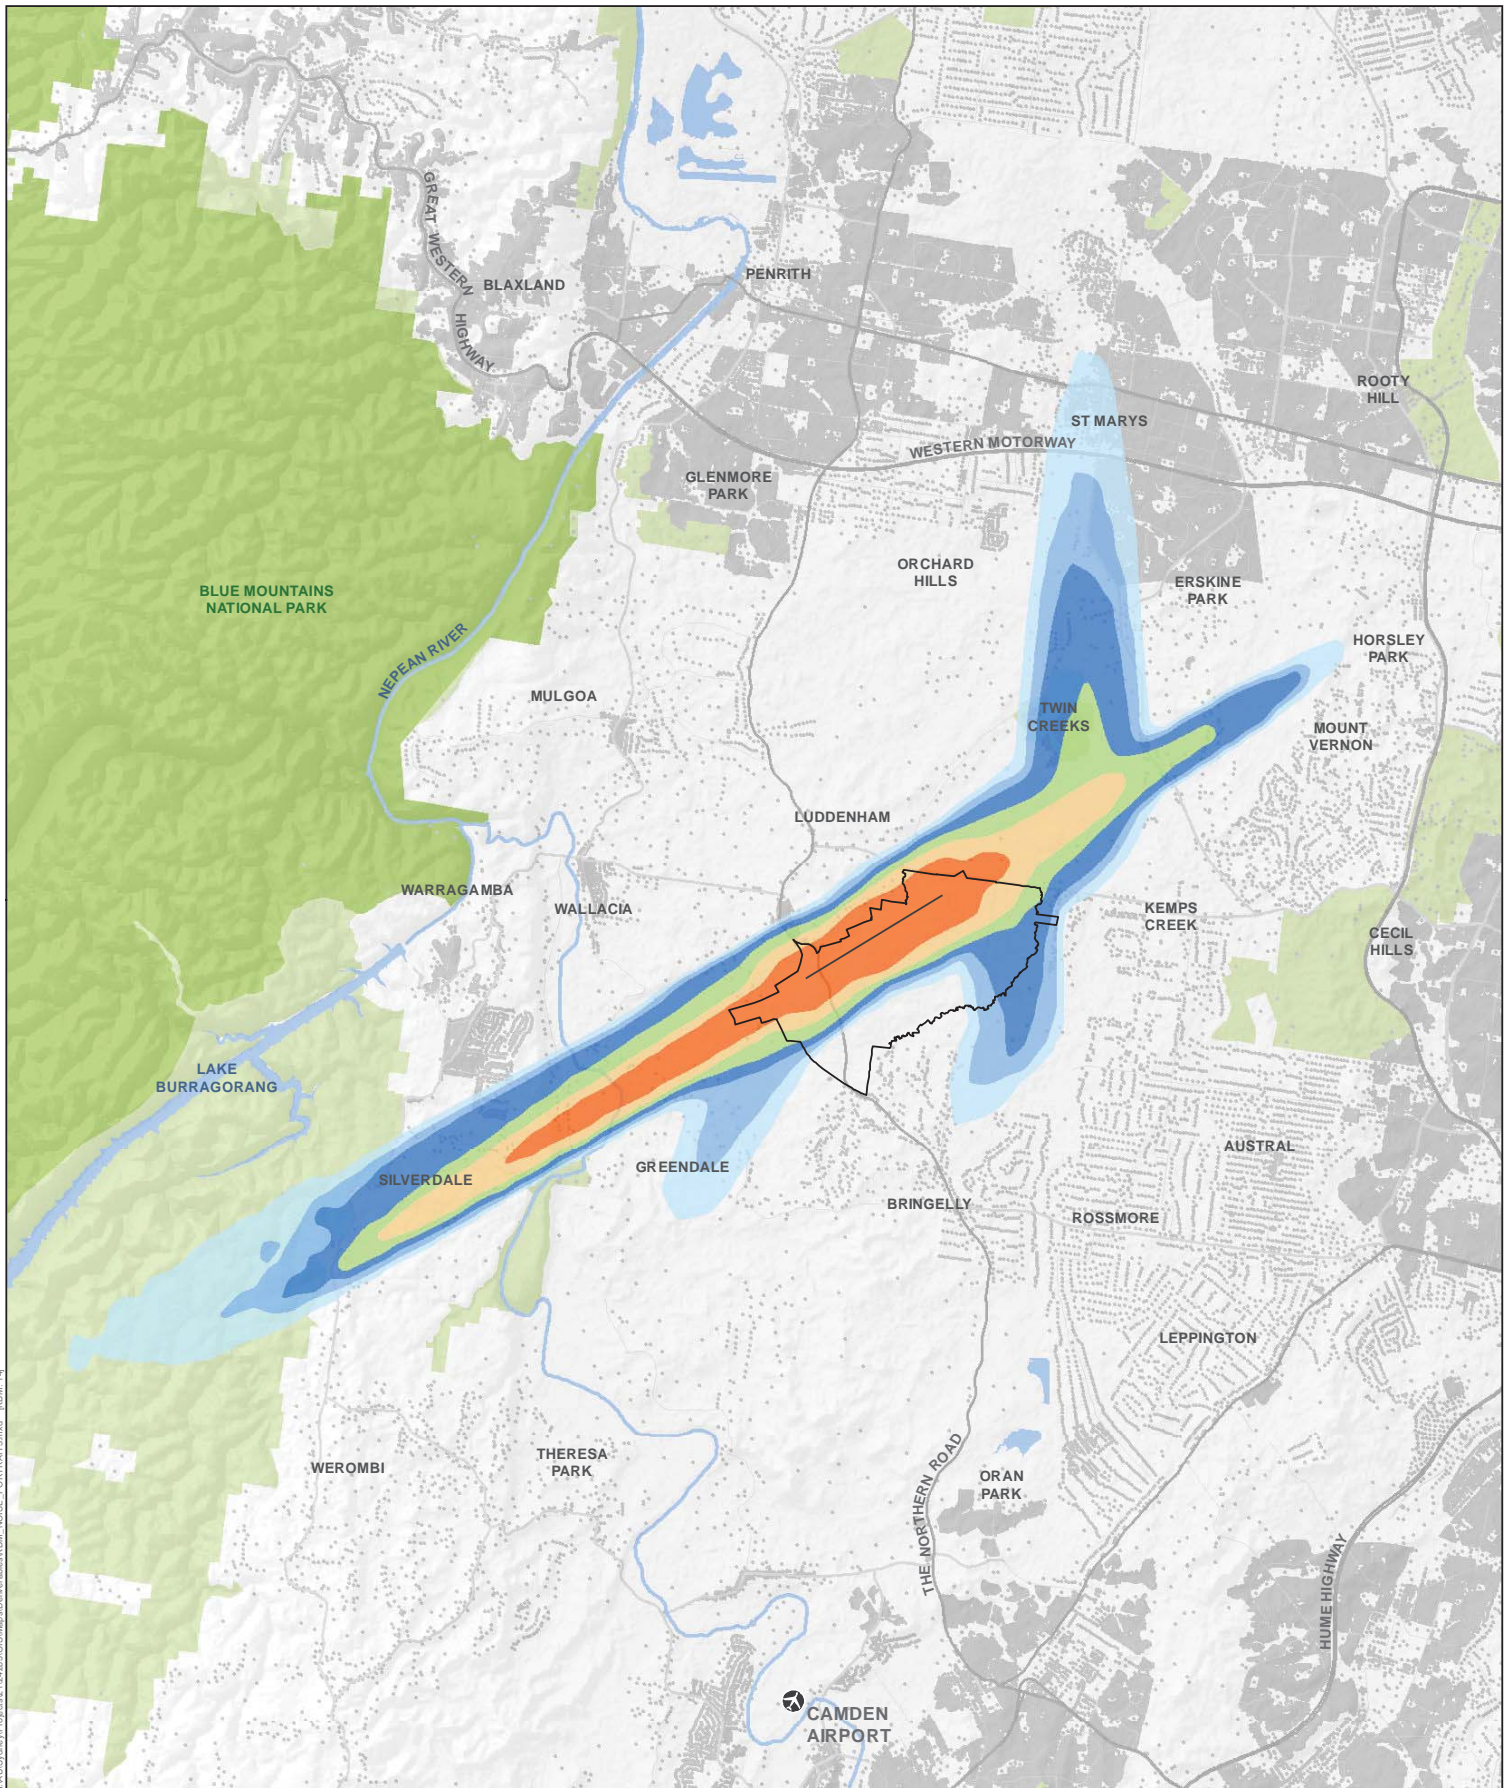 GREAT WESTERN HIGHWAY
BLAXLAND
PENRITH
ROOTY
HILL
ST MARYS
WESTERN MOTORWAY
GLENMORE
PARK
ORCHARD
HILLS
ERSKINE
PARK
BLUE MOUNTAINS
NATIONAL PARK
NEPEAN RIVER
HORSLEY
PARK
MULGOA
TWIN
CREEKS
MOUNT
VERNON
LUDDENHAM
WARRAGAMBA
WALLACIA
KEMPS
CREEK
CECIL
HILLS
LAKE
BURRAGORANG
SILVERDALE
GREENDALE
AUSTRAL
BRINGELLY
ROSSMORE
LEPPINGTON
WEROMBI
THERESA
PARK
THE NORTHERN ROAD
ORAN
PARK
HUME HIGHWAY
CAMDEN
AIRPORT